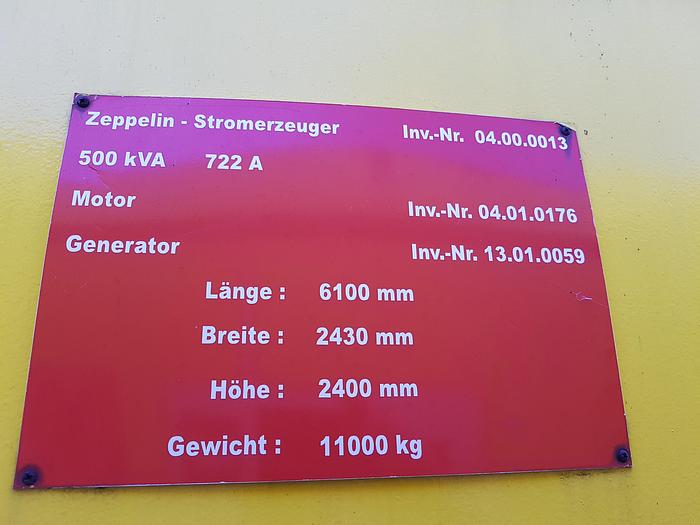 Zeppelin - Stromerzeuger Inv.-Nr. 04.00.0013
500 kVA 722 A
Motor Inv.-Nr. 04.01.0176
Generator Inv.-Nr. 13.01.0059
Länge : 6100 mm
Breite : 2430 mm
Höhe : 2400 mm
Gewicht : 11000 kg